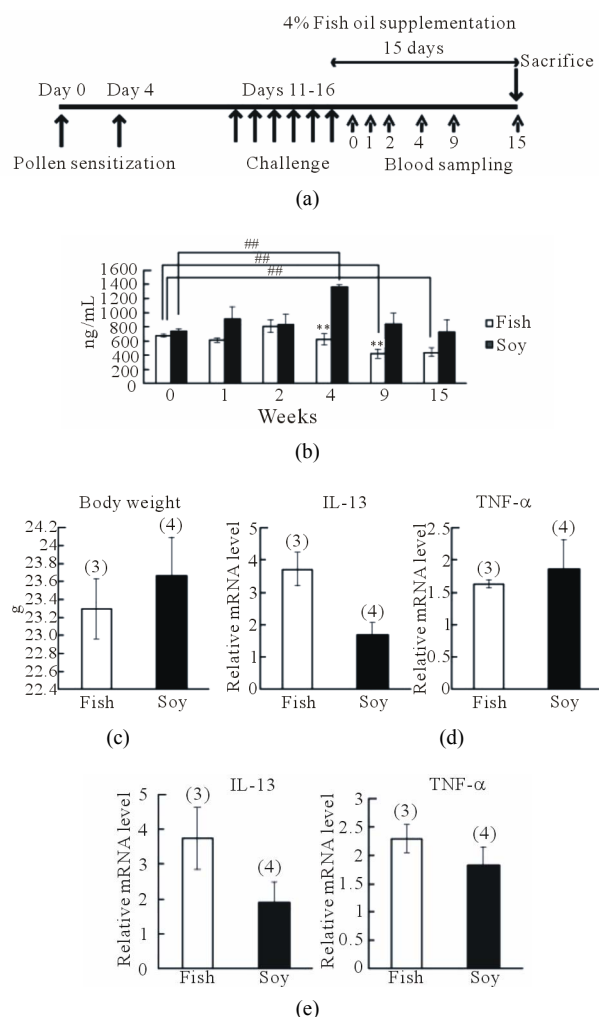 4% Fish oil supplementation
15 days
Sacrifice
Day 0 Day 4 Days 11-16
0 1 2 4 9 15
Pollen sensitization Challenge Blood sampling
(a)
##
##
##
1600
1400
1200
1000
800
600
400
200
0
ng/mL
** **
Fish
Soy
0 1 2 4 9 15
Weeks
(b)
Body weight
24.2
24
23.8
23.6
23.4
23.2
23.0
22.8
22.6
22.4
g
(3) (4)
Fish Soy
(c)
IL-13
5
4
3
2
1
0
Relative mRNA level
(3) (4)
Fish Soy
TNF-α
2.5
2
1.5
1
0.5
0
Relative mRNA level
(3) (4)
Fish Soy
(d)
IL-13
5
4
3
2
1
0
Relative mRNA level
(3) (4)
Fish Soy
TNF-α
3
2.5
2
1.5
1
0.5
0
Relative mRNA level
(3) (4)
Fish Soy
(e)